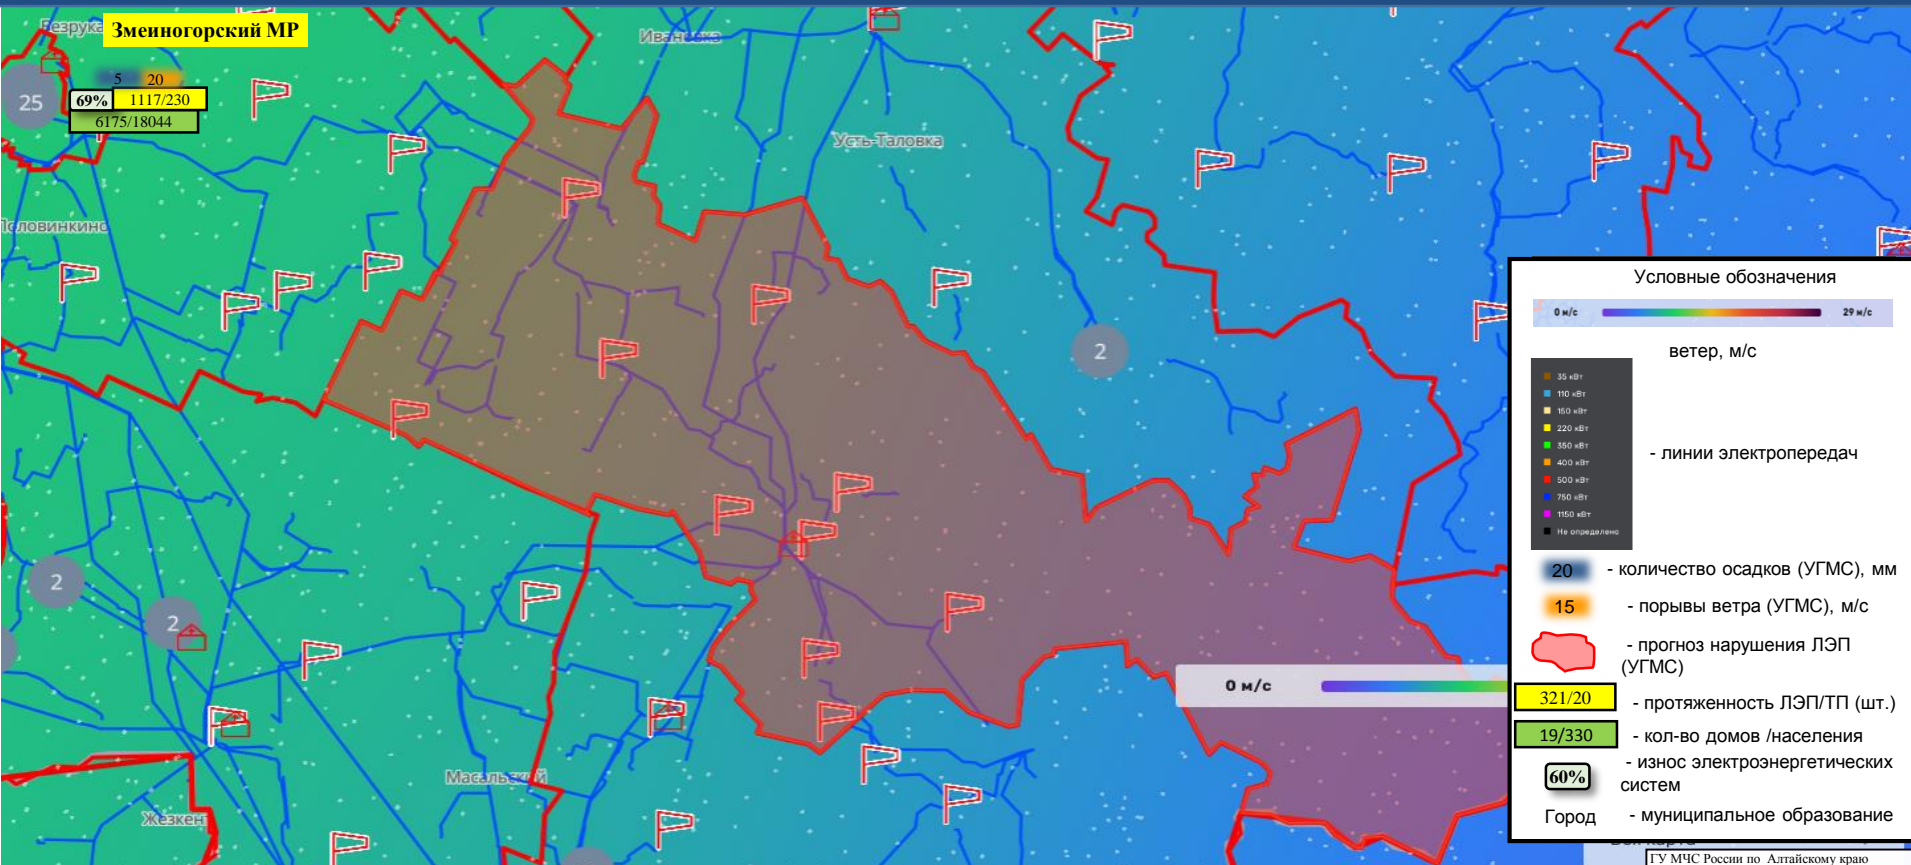 Безрука
Змеиногорский МР
Ивановка
5 20
25
69% 1117/230
6175/18044
Усть-Таловка
Половинкино
2
2
2
Масальский
Жезкент
0 м/с
Условные обозначения
0 м/с 29 м/с
ветер, м/с
35 кВт
110 кВт
150 кВт
220 кВт
350 кВт
400 кВт
500 кВт
750 кВт
1150 кВт
Не определено
- линии электропередач
20 - количество осадков (УГМС), мм
15 - порывы ветра (УГМС), м/с
- прогноз нарушения ЛЭП
(УГМС)
321/20 - протяженность ЛЭП/ТП (шт.)
19/330 - кол-во домов /населения
60% - износ электроэнергетических
систем
Город - муниципальное образование
ГУ МЧС России по Алтайскому краю